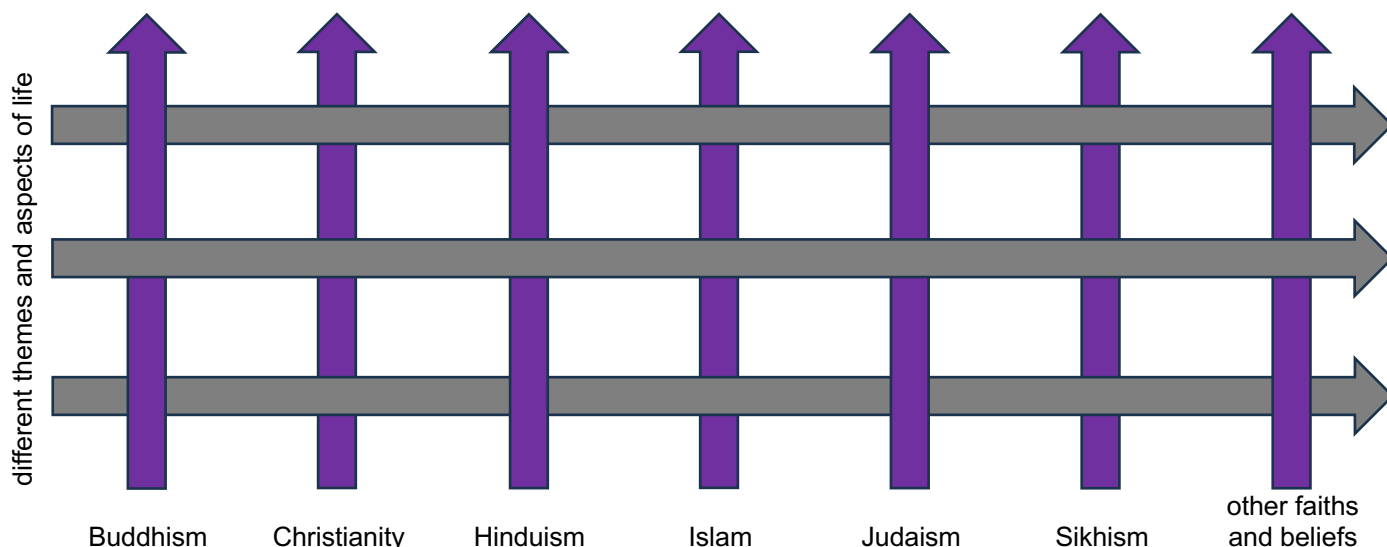 different themes and aspects of life
Buddhism
Christianity
Hinduism
Islam
Judaism
Sikhism
other faiths
and beliefs